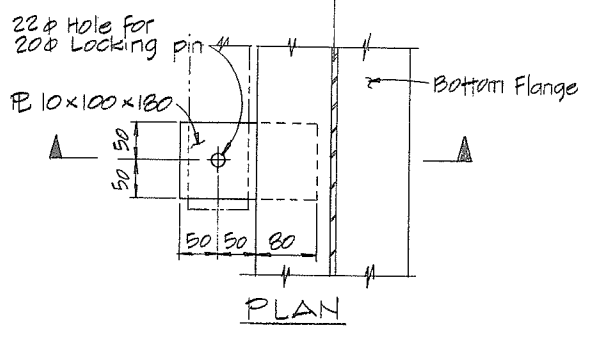 22φ Hole for
20φ Locking pin
PL 10×100×180
Bottom Flange
50
50
50 50 80
PLAN